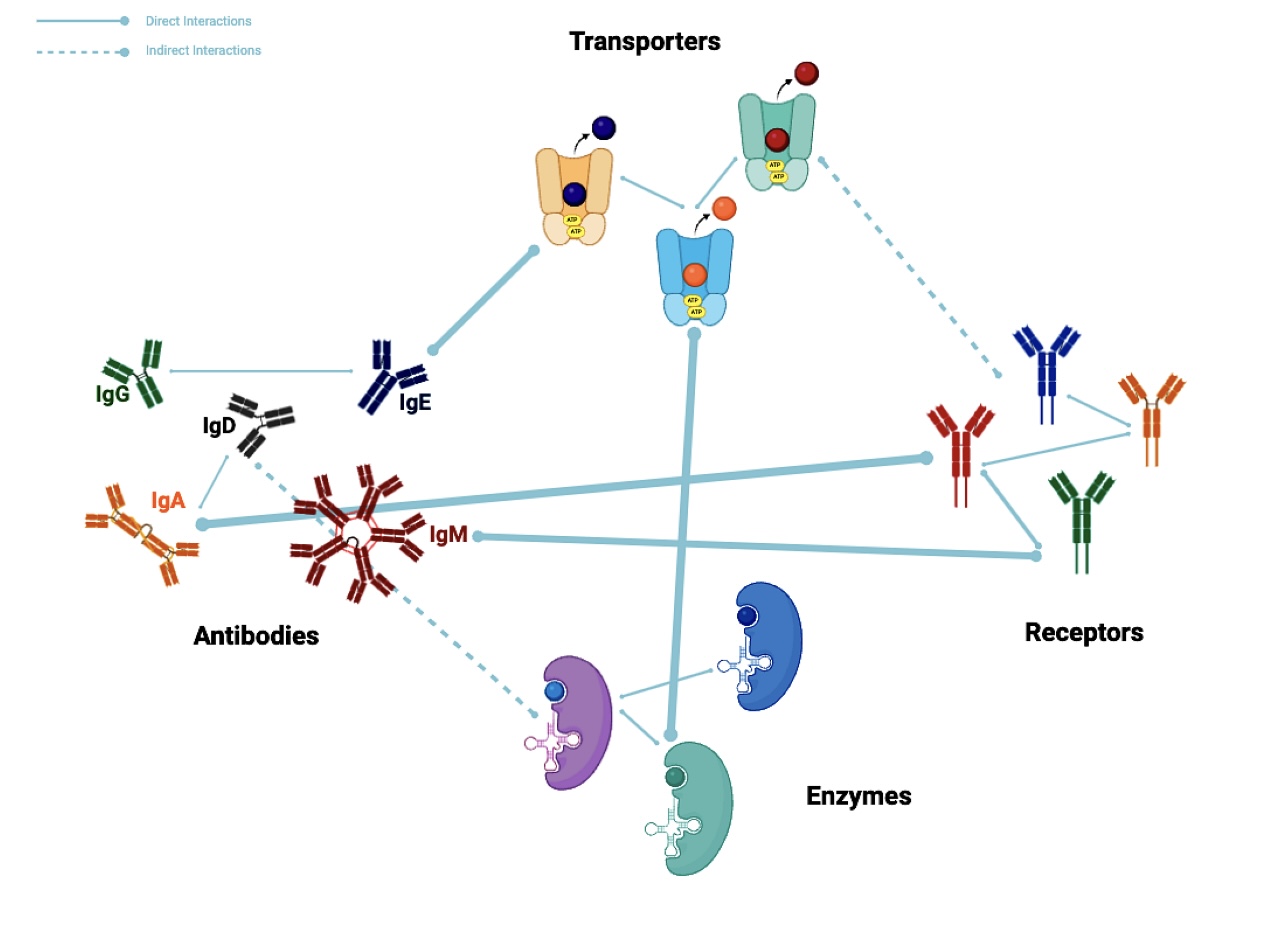 Direct Interactions
Indirect Interactions
Transporters
ATP
ATP
ATP
ATP
ATP
ATP
IgG
IgE
IgD
IgA
IgM
Antibodies
Receptors
Enzymes